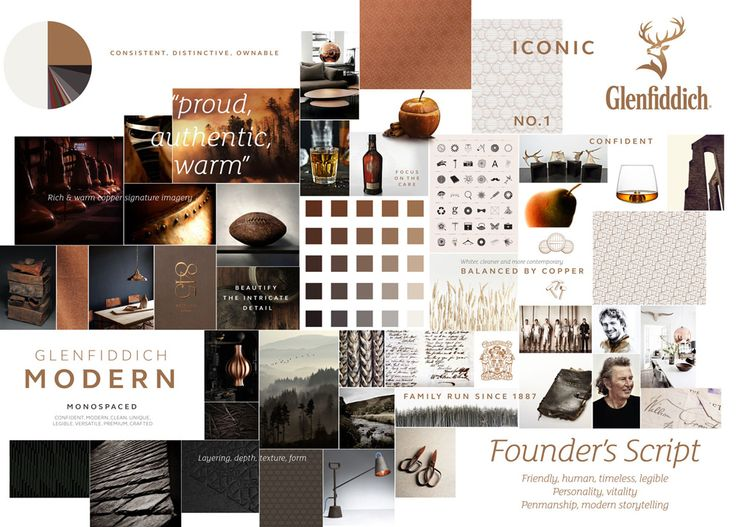 CONSISTENT, DISTINCTIVE, OWNABLE
ICONIC
NO.1
Glenfiddich
"proud,
authentic,
warm"
Rich & warm copper signature imagery
FOCUS
ON THE
CARE
CONFIDENT
Whiter, cleaner and more contemporary
BALANCED BY COPPER
BEAUTIFY
THE INTRICATE
DETAIL
GLENFIDDICH
MODERN
MONOSPACED
CONFIDENT, MODERN, CLEAN, UNIQUE,
LEGIBLE, VERSATILE, PREMIUM, CRAFTED
FAMILY RUN SINCE 1887
Layering, depth, texture, form
Founder's Script
Friendly, human, timeless, legible
Personality, vitality
Penmanship, modern storytelling